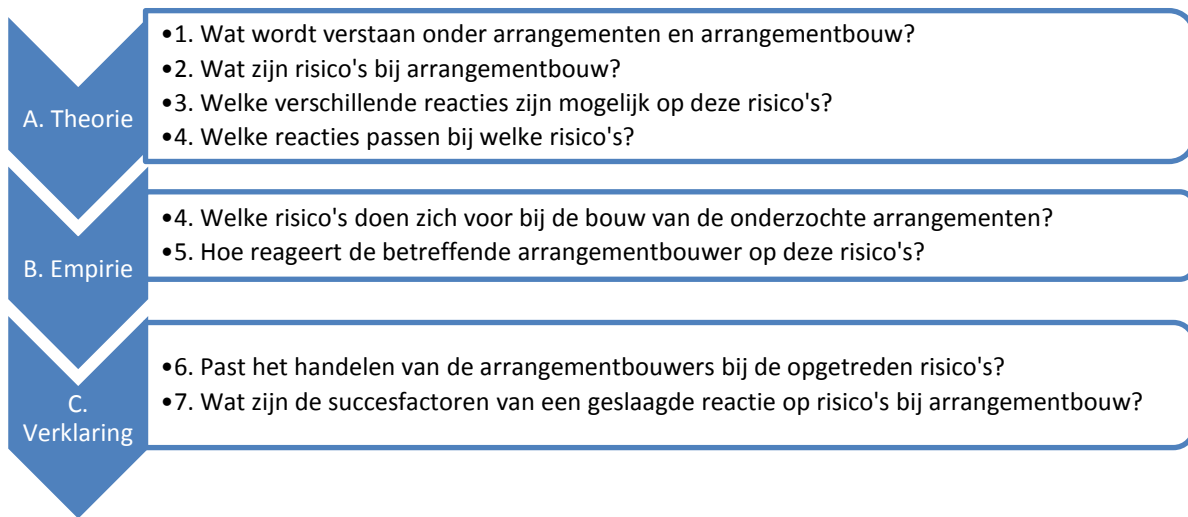 A. Theorie
•1. Wat wordt verstaan onder arrangementen en arrangementbouw?
•2. Wat zijn risico's bij arrangementbouw?
•3. Welke verschillende reacties zijn mogelijk op deze risico's?
•4. Welke reacties passen bij welke risico's?
B. Empirie
•4. Welke risico's doen zich voor bij de bouw van de onderzochte arrangementen?
•5. Hoe reageert de betreffende arrangementbouwer op deze risico's?
C.
Verklaring
•6. Past het handelen van de arrangementbouwers bij de opgetreden risico's?
•7. Wat zijn de succesfactoren van een geslaagde reactie op risico's bij arrangementbouw?